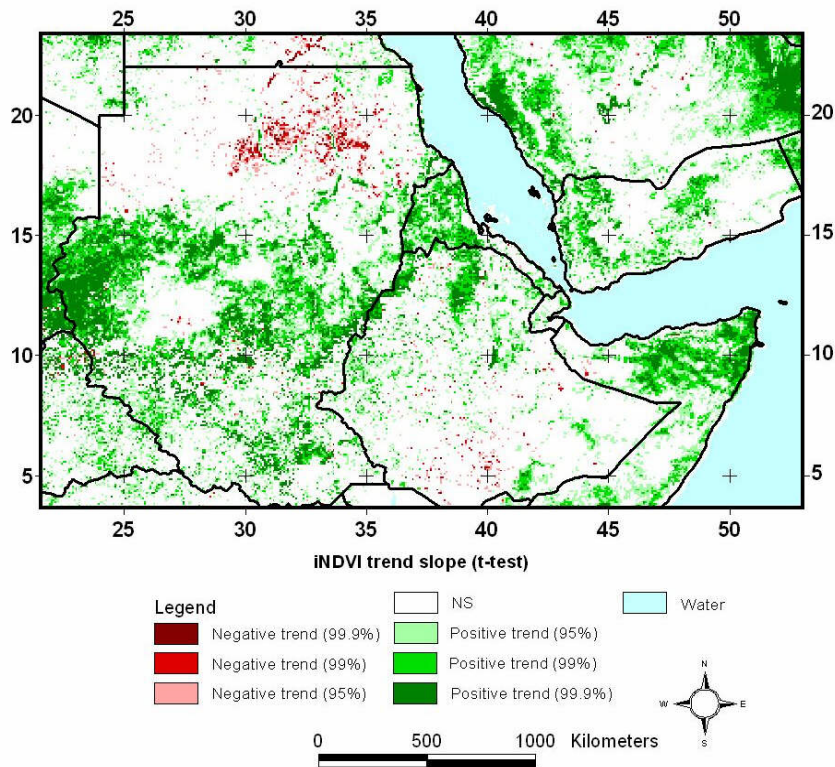 25 30 35 40 45 50
20 20
15 15
10 10
5 5
25 30 35 40 45 50
iNDVI trend slope (t-test)
Legend
NS
Water
Negative trend (99.9%)
Positive trend (95%)
Negative trend (99%)
Positive trend (99%)
Negative trend (95%)
Positive trend (99.9%)
N
W E
S
0 500 1000 Kilometers